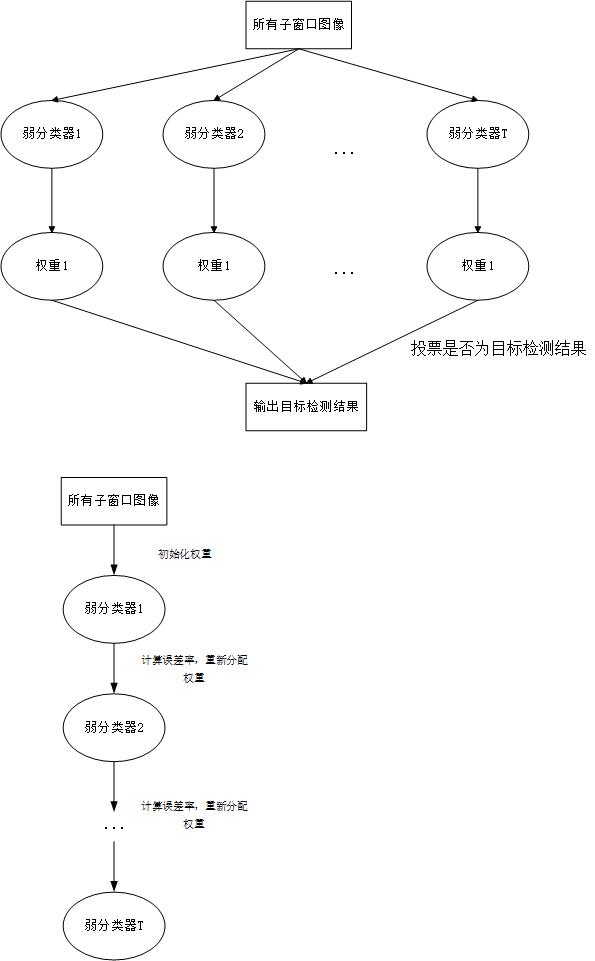 所有子窗口图像
弱分类器1
弱分类器2
...
弱分类器T
权重1
权重1
...
权重1
投票是否为目标检测结果
输出目标检测结果
所有子窗口图像
初始化权重
弱分类器1
计算误差率，重新分配
权重
弱分类器2
计算误差率，重新分配
权重
...
弱分类器T